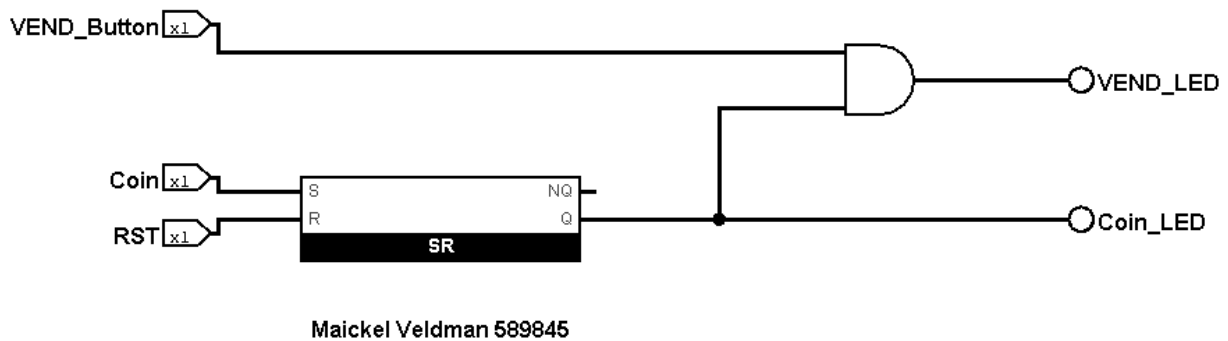 VEND_Button x1
VEND_LED
Coin x1
S NQ
RST x1
R Q
Coin_LED
SR
Maickel Veldman 589845